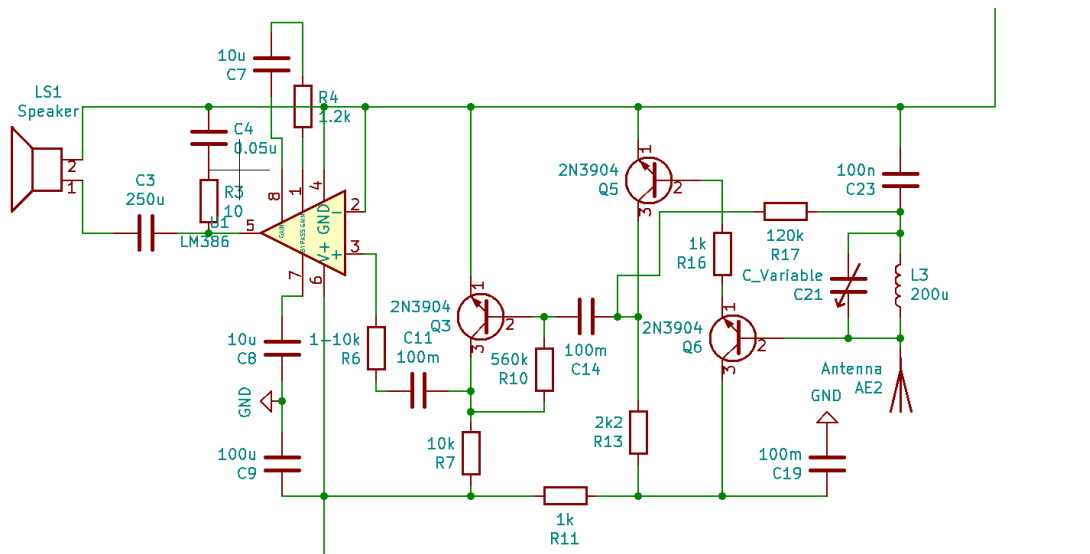 10u
C7
LS1
Speaker
R4
1.2k
C4
0.05u
2
1
C3
250u
R3
10
U1
LM386
5
8
1
4
GAIN
BYPASS
GAIN
GND
V+
-
+
2
3
7
6
10u
C8
GND
100u
C9
1-10k
R6
C11
100m
2N3904
Q3
1
2
3
560k
R10
100m
C14
10k
R7
1k
R11
2N3904
Q5
1
2
3
1k
R16
2N3904
Q6
1
2
3
2k2
R13
120k
R17
100n
C23
C_Variable
C21
L3
200u
Antenna
AE2
GND
100m
C19